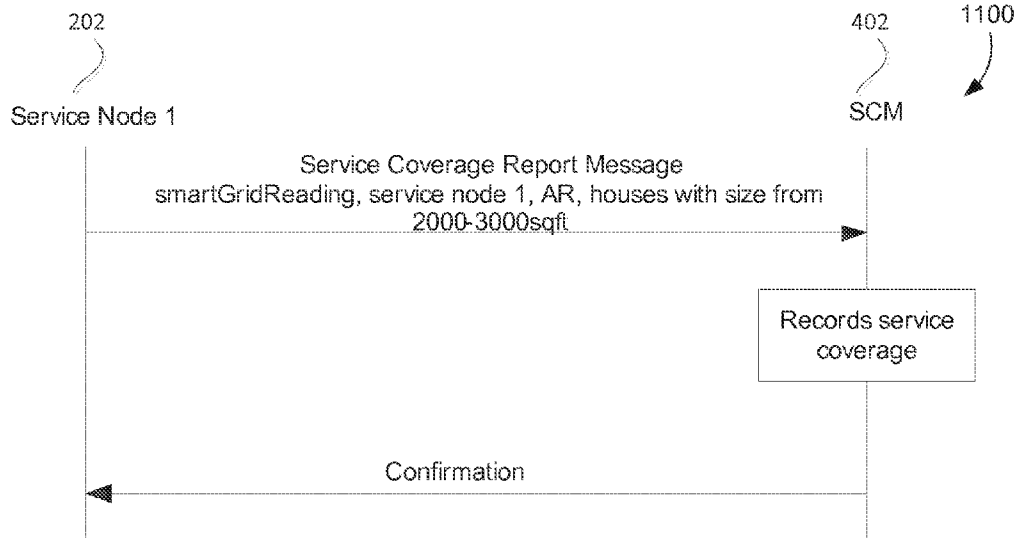 202
402
1100
Service Node 1
SCM
Service Coverage Report Message
smartGridReading, service node 1, AR, houses with size from
2000-3000sqft
Records service
coverage
Confirmation